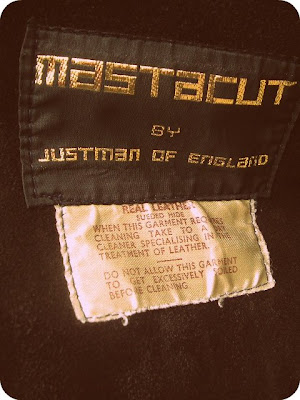 MASTACUT
BY
JUSTMAN OF ENGLAND
REAL LEATHER
SUEDED HIDE
WHEN THIS GARMENT REQUIRES
CLEANING TAKE TO A
CLEANER SPECIALISING IN THE
TREATMENT OF LEATHER.
DO NOT ALLOW THIS GARMENT
TO GET EXCESSIVELY SOILED
BEFORE CLEANING